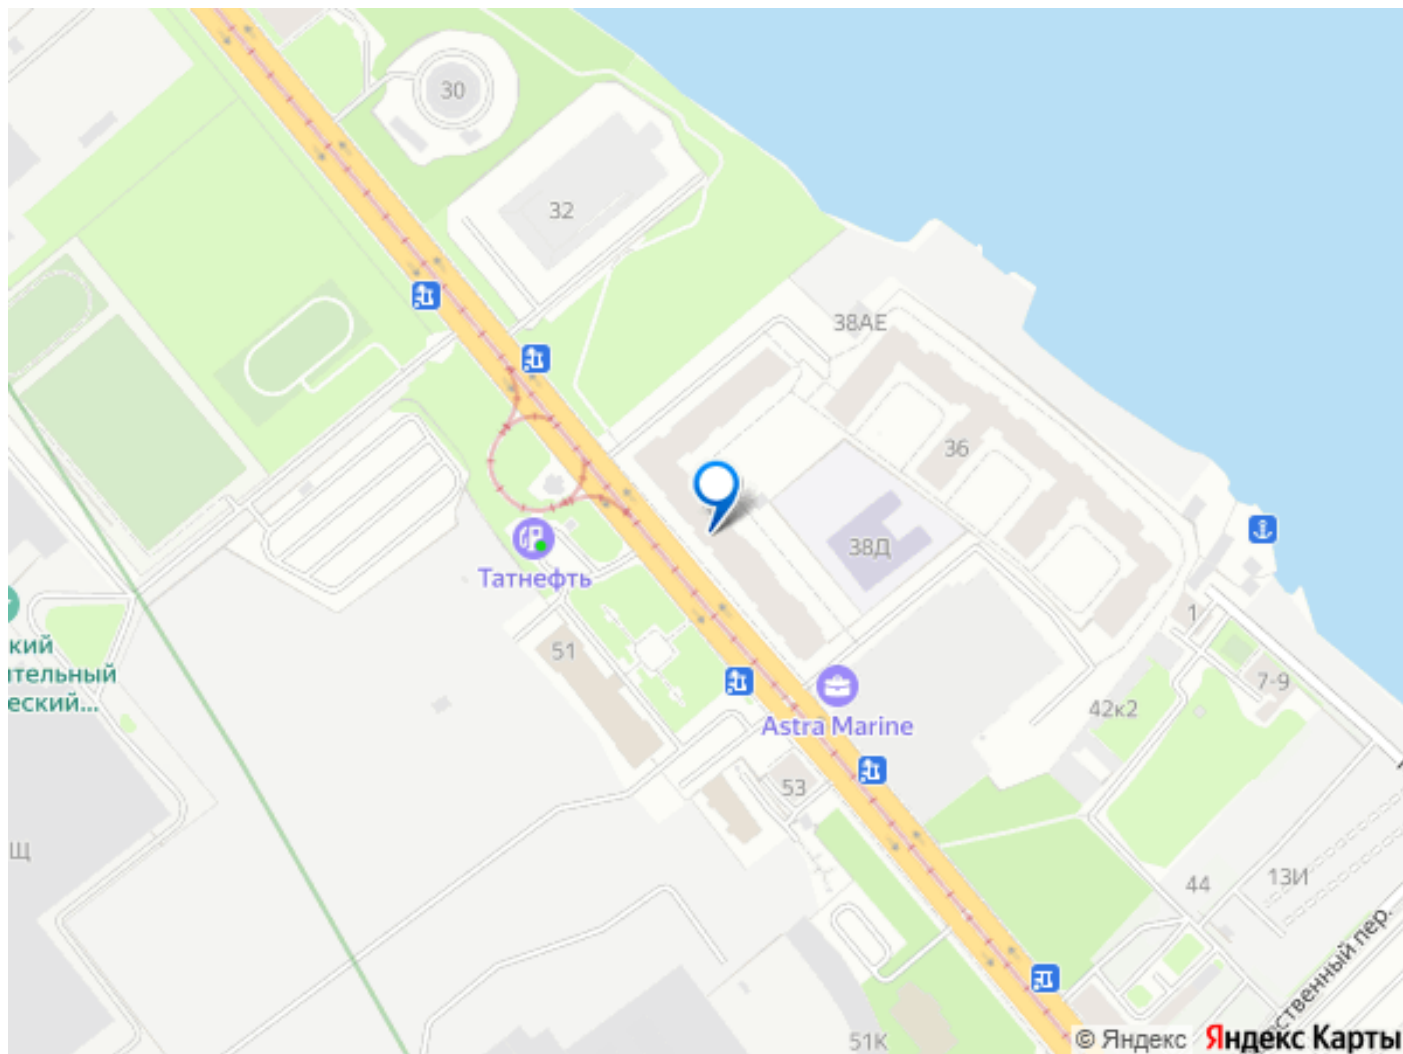 30
32
38АЕ
36
38Д
Татнефть
51
кий
ительный
еский...
1
7-9
42к2
Astra Marine
53
Щ
44
13И
ственный пер.
51К
© Яндекс Яндекс Карты